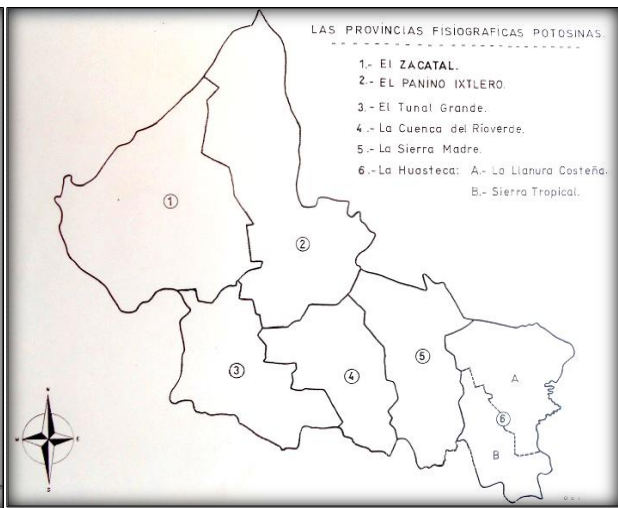 LAS PROVINCIAS FISIOGRAFICAS POTOSINAS.
1.- El ZACATAL.
2.- EL PANINO IXTLERO.
3.- El Tunal Grande.
4.- La Cuenca del Rioverde.
5.- La Sierra Madre.
6.- La Huasteca: A.- La Llanura Costeña.
B.- Sierra Tropical.
1
2
3
4
5
A
6
B
N
W E
S